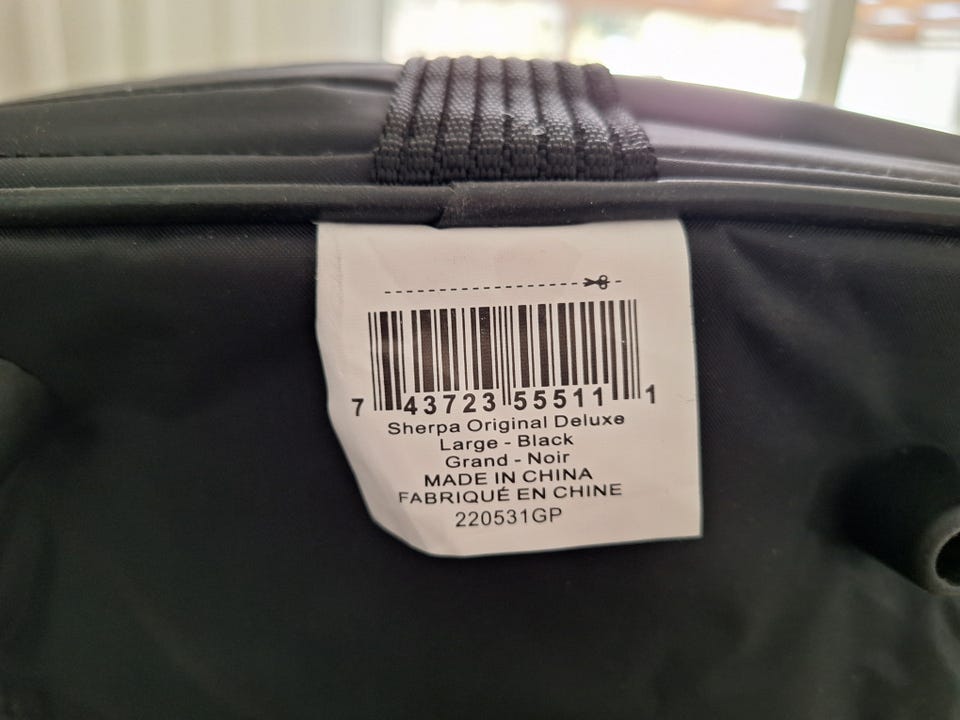 7 43723 55511 1
Sherpa Original Deluxe
Large - Black
Grand - Noir
MADE IN CHINA
FABRIQUÉ EN CHINE
220531GP